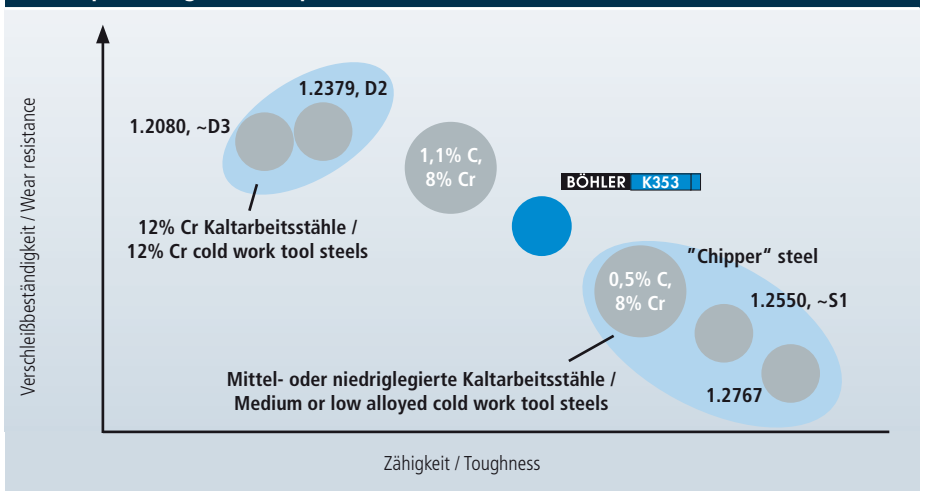 Verschleißbeständigkeit / Wear resistance
1.2379, D2
1.2080, ~D3
1,1% C,
8% Cr
BÖHLER K353
12% Cr Kaltarbeitsstähle /
12% Cr cold work tool steels
”Chipper“ steel
0,5% C,
8% Cr
1.2550, ~S1
Mittel- oder niedriglegierte Kaltarbeitsstähle /
Medium or low alloyed cold work tool steels
1.2767
Zähigkeit / Toughness